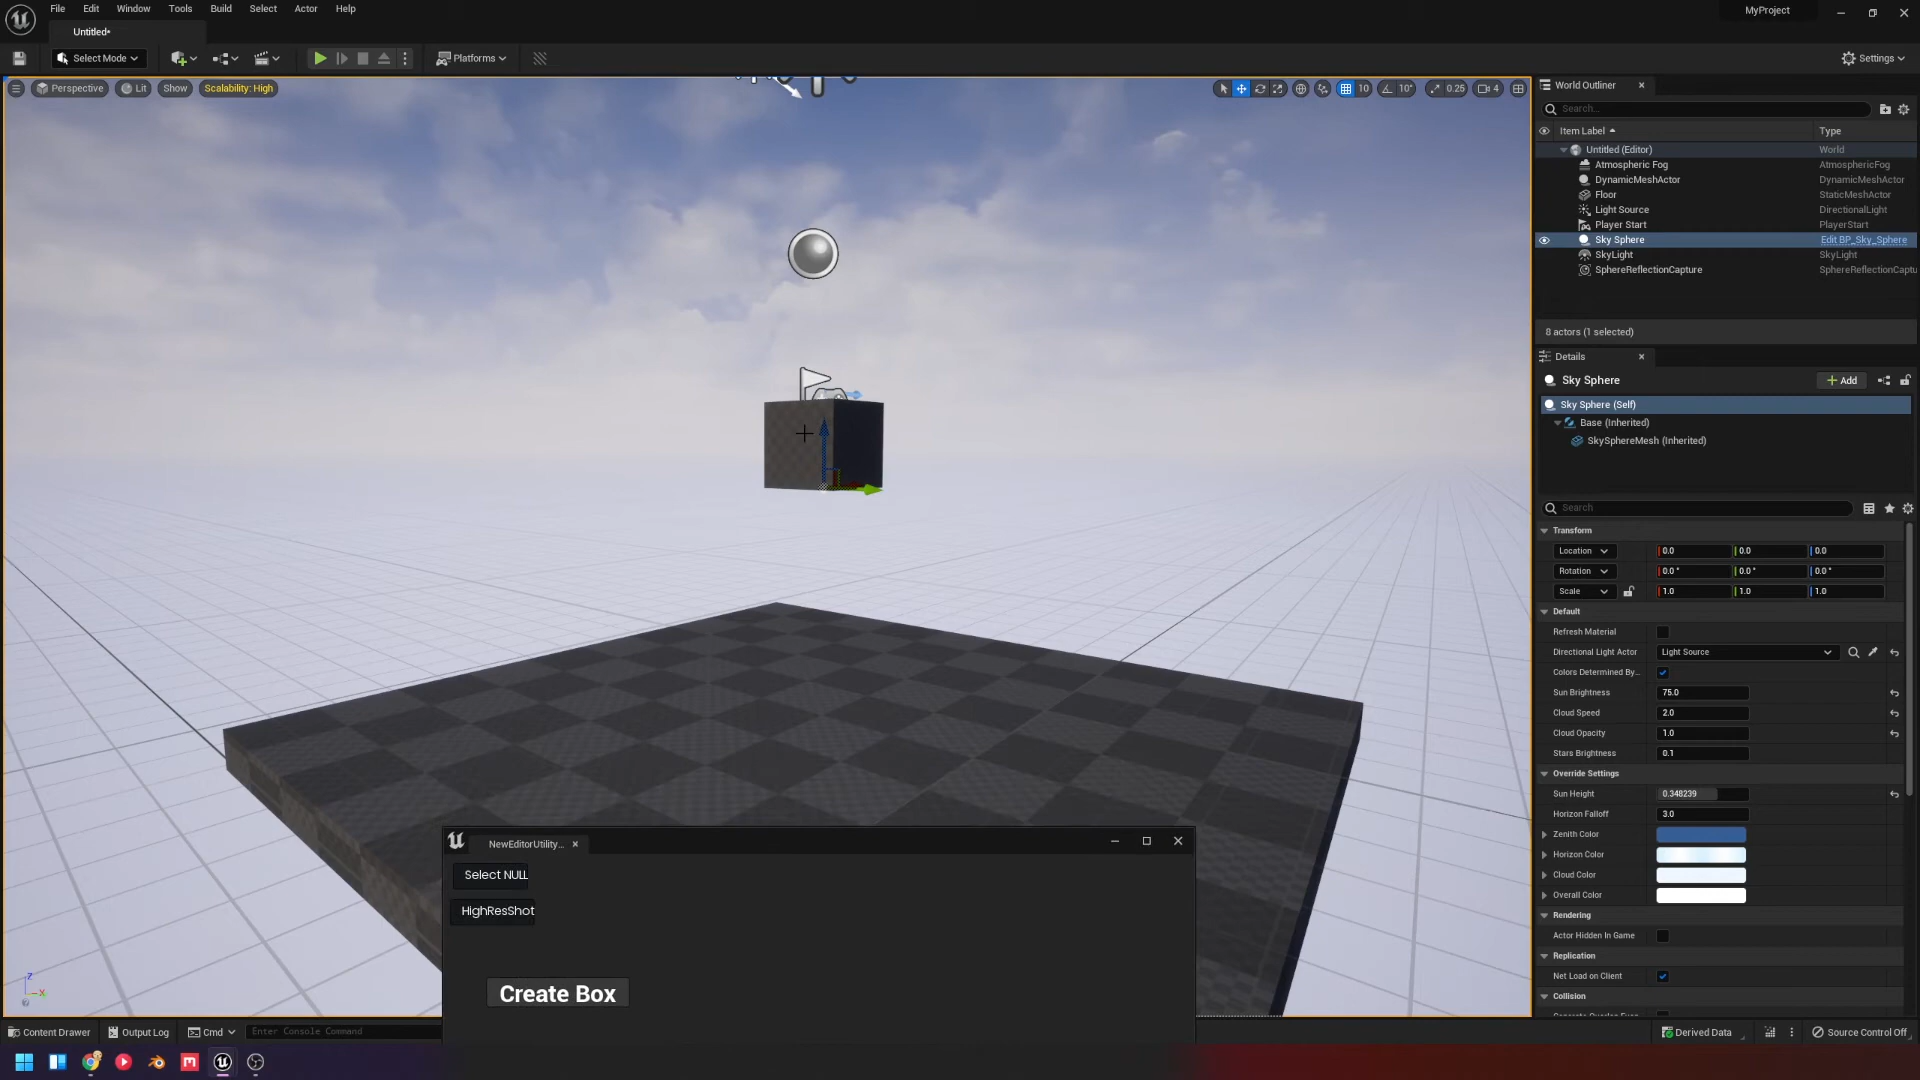 File Edit Window Tools Build Select Actor Help
MyProject
Untitled*
Select Mode
Platforms
Settings
Perspective Lit Show Scalability: High
10 10° 0.25 4
World Outliner
Search...
Item Label Type
Untitled (Editor) World
Atmospheric Fog AtmosphericFog
DynamicMeshActor DynamicMeshActor
Floor StaticMeshActor
Light Source DirectionalLight
Player Start PlayerStart
Sky Sphere Edit BP_Sky_Sphere
SkyLight SkyLight
SphereReflectionCapture SphereReflectionCaptu
8 actors (1 selected)
Details
Sky Sphere
Add
Sky Sphere (Self)
Base (Inherited)
SkySphereMesh (Inherited)
Search
Transform
Location 0.0 0.0 0.0
Rotation 0.0 ° 0.0 ° 0.0 °
Scale 1.0 1.0 1.0
Default
Refresh Material
Directional Light Actor Light Source
Colors Determined By...
Sun Brightness 75.0
Cloud Speed 2.0
Cloud Opacity 1.0
Stars Brightness 0.1
Override Settings
Sun Height 0.348239
Horizon Falloff 3.0
Zenith Color
Horizon Color
Cloud Color
Overall Color
Rendering
Actor Hidden In Game
Replication
Net Load on Client
Collision
NewEditorUtility...
Select NULL
HighResShot
Create Box
Z
X
Content Drawer Output Log Cmd Enter Console Command
Derived Data Source Control Off